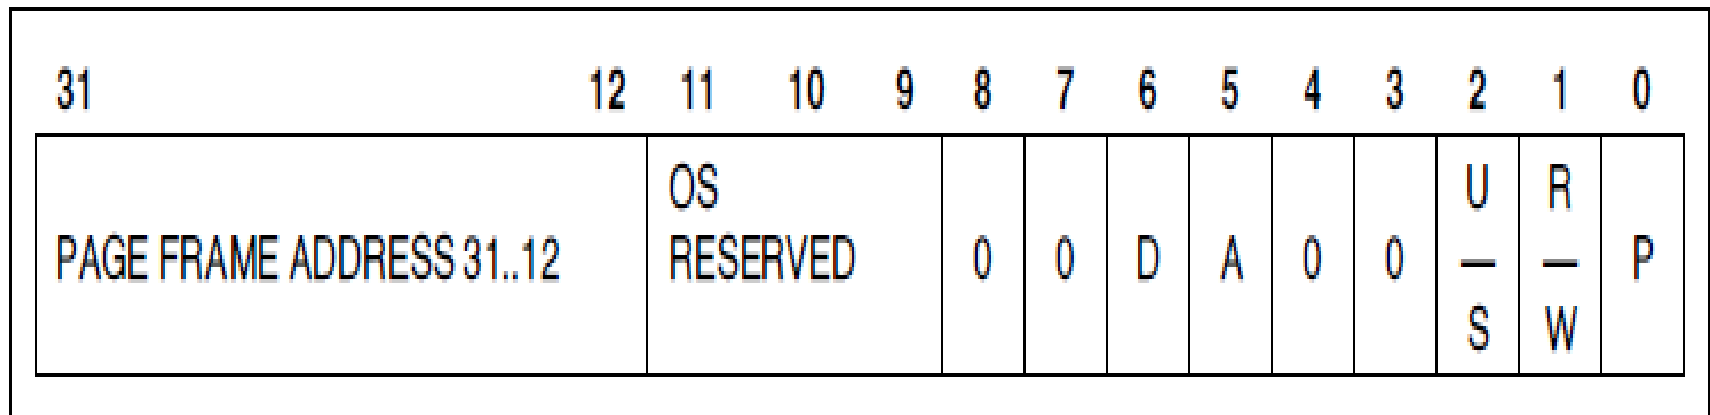 31 12 11 10 9 8 7 6 5 4 3 2 1 0
PAGE FRAME ADDRESS 31..12
OS
RESERVED
0
0
D
A
0
0
U
—
S
R
—
W
P